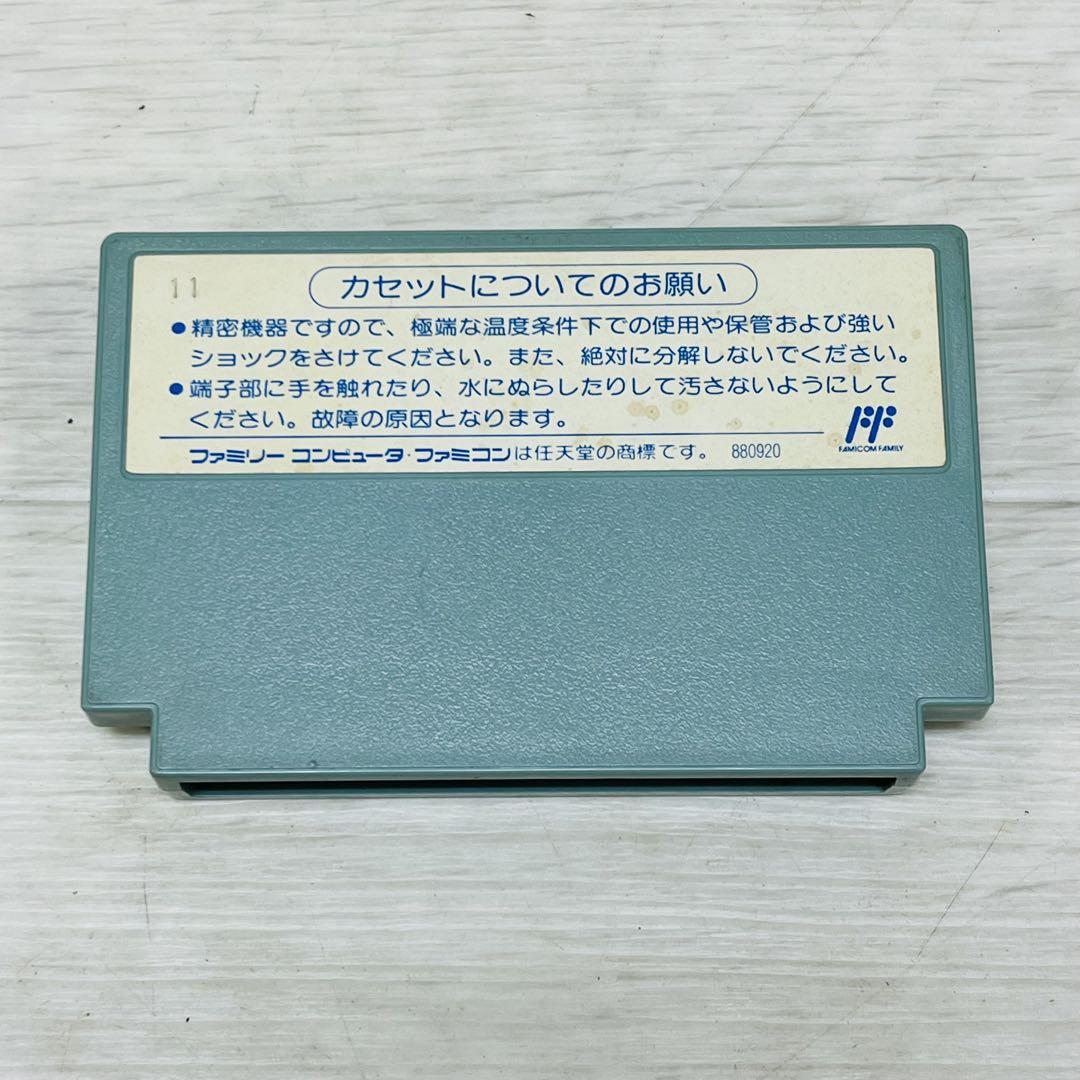 11
カセットについてのお願い
●精密機器ですので、極端な温度条件下での使用や保管および強い
ショックをさけてください。また、絶対に分解しないでください。
●端子部に手を触れたり、水にぬらしたりして汚さないようにして
ください。故障の原因となります。
FAMICOM FAMILY
ファミリー コンピュータ・ファミコンは任天堂の商標です。 880920